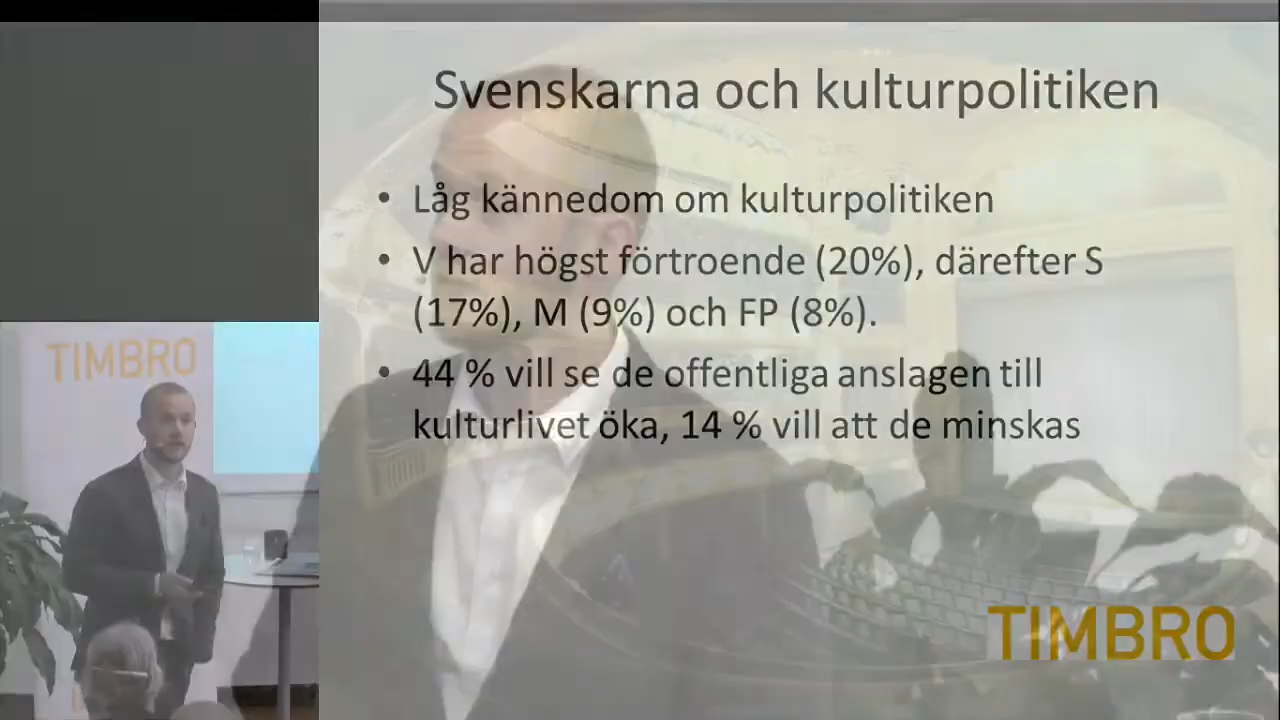 Svenskarna och kulturpolitiken
• Låg kännedom om kulturpolitiken
• V har högst förtroende (20%), därefter S
(17%), M (9%) och FP (8%).
• 44 % vill se de offentliga anslagen till
kulturlivet öka, 14 % vill att de minskas
TIMBRO
TIMBRO